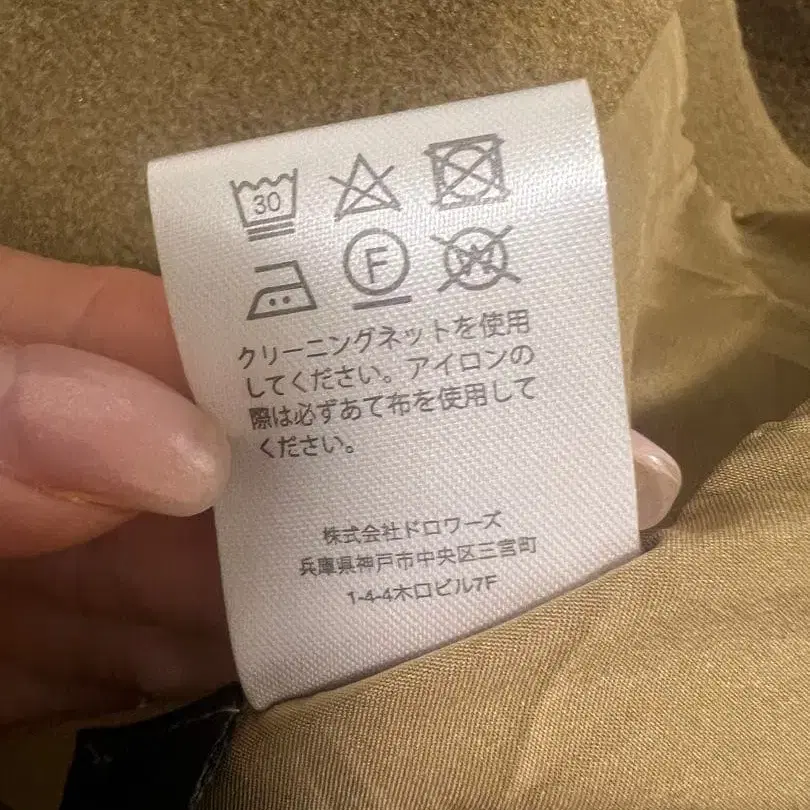 30
F
W
クリーニングネットを使用
してください。アイロンの
際は必ずあて布を使用して
ください。
株式会社ドロワーズ
兵庫県神戸市中央区三宮町
1-4-4木口ビル7F